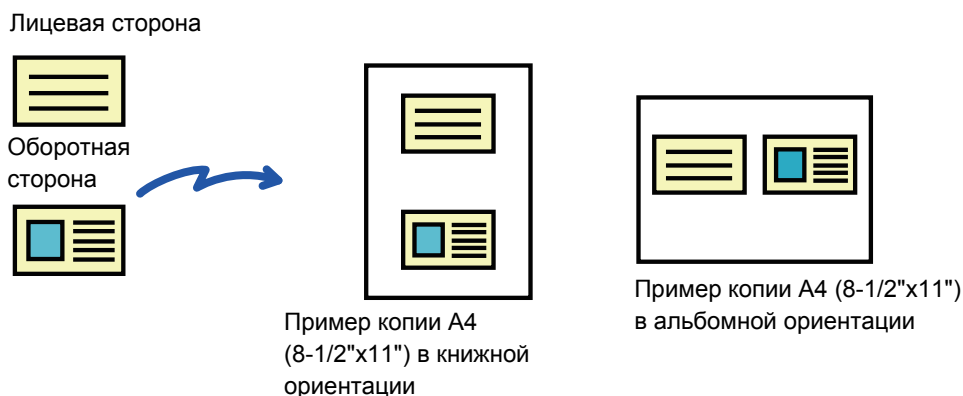 Лицевая сторона
Оборотная
сторона
Пример копии A4
(8-1/2"x11") в книжной
ориентации
Пример копии A4 (8-1/2"x11")
в альбомной ориентации